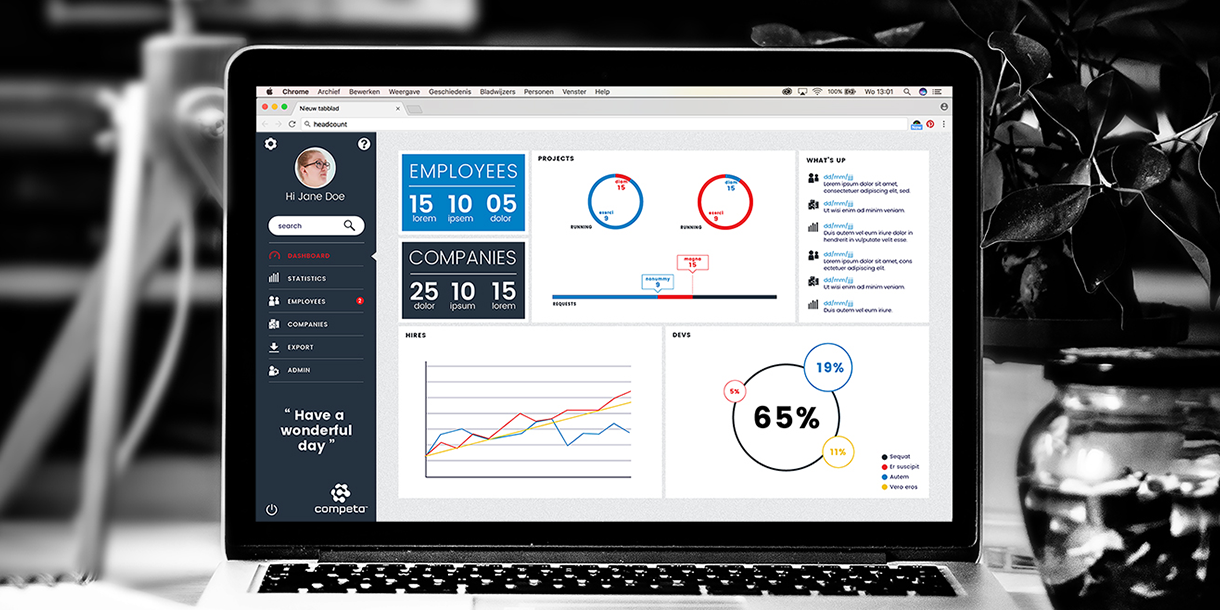 Chrome Archief Bewerken Weergave Geschiedenis Bladwijzers Personen Venster Help
100% Wo 13:01
Nieuw tabblad
headcount
Hi Jane Doe
search
DASHBOARD
STATISTICS
EMPLOYEES 2
COMPANIES
EXPORT
ADMIN
“ Have a
wonderful
day ”
competa
EMPLOYEES
15 10 05
lorem ipsum dolor
COMPANIES
25 10 15
dolor ipsum lorem
PROJECTS
diam
15
exerci
9
RUNNING
diam
15
exerci
9
RUNNING
magna
15
nonummy
9
REQUESTS
WHAT'S UP
dd/mm/jjj
Lorem ipsum dolor sit amet,
consectetuer adipiscing elit, sed.
dd/mm/jjj
Ut wisi enim ad minim veniam.
dd/mm/jjj
Duis autem vel eum iriure dolor in
hendrerit in vulputate velit esse.
dd/mm/jjj
Lorem ipsum dolor sit amet, cons
ectetuer adipiscing elit.
dd/mm/jjj
Ut wisi enim ad minim veniam.
dd/mm/jjj
Duis autem vel eum iriure.
HIRES
DEVS
19%
5%
65%
11%
Sequat
Er suscipit
Autem
Vero eros